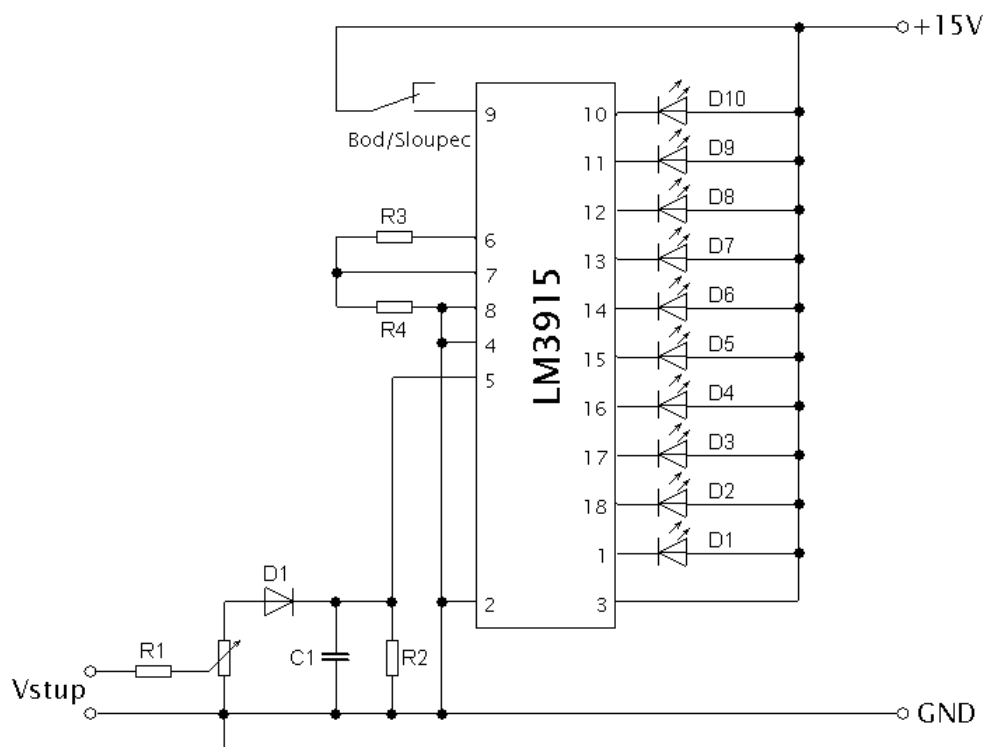 +15V
Bod/Sloupec
LM3915
9
6
7
8
4
5
2
10
11
12
13
14
15
16
17
18
1
3
D10
D9
D8
D7
D6
D5
D4
D3
D2
D1
R3
R4
D1
R1
C1
R2
Vstup
GND